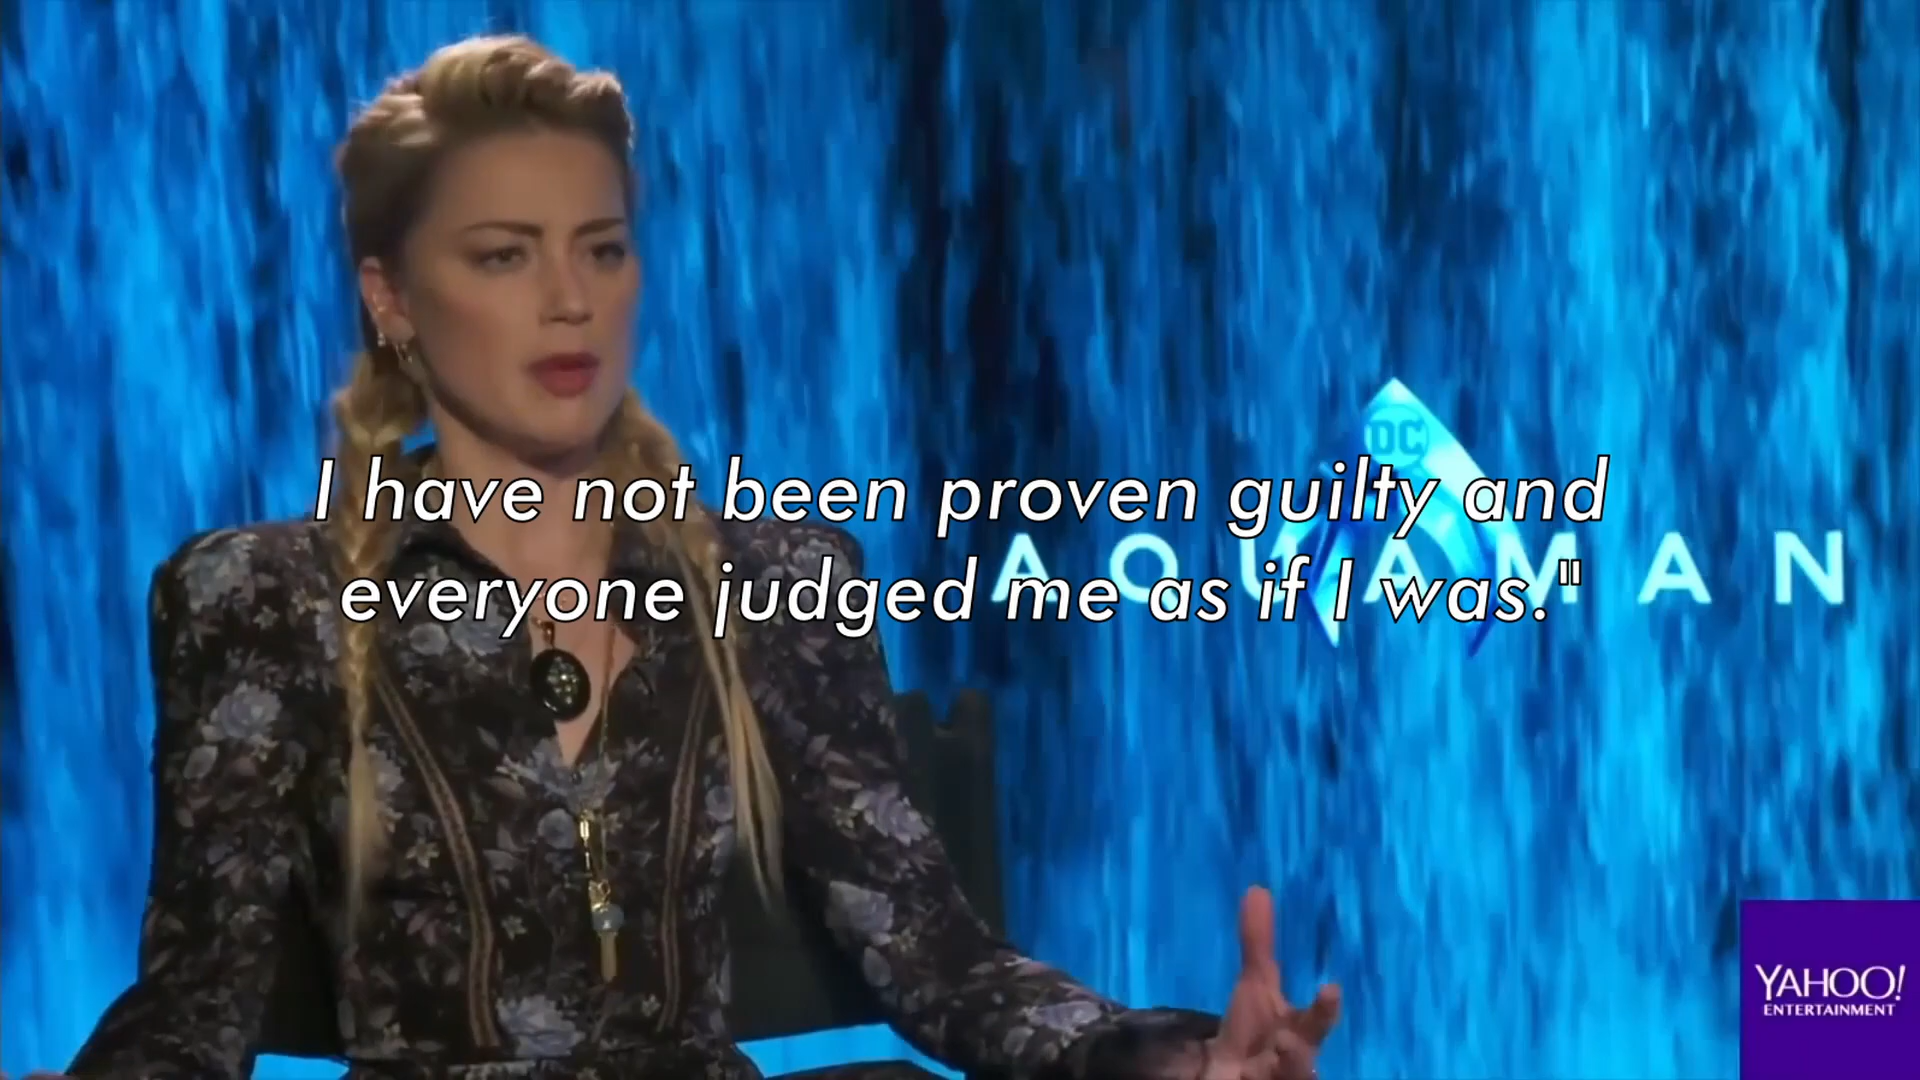 DC
I have not been proven guilty and
AQUAMAN
everyone judged me as if I was."
YAHOO!
ENTERTAINMENT